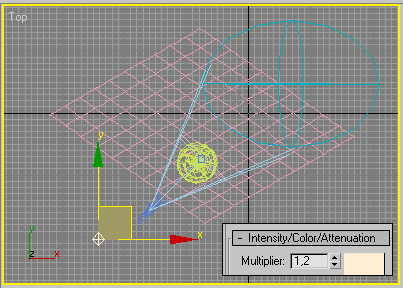 Top
y
x
y
z x
- Intensity/Color/Attenuation
Multiplier: 1,2